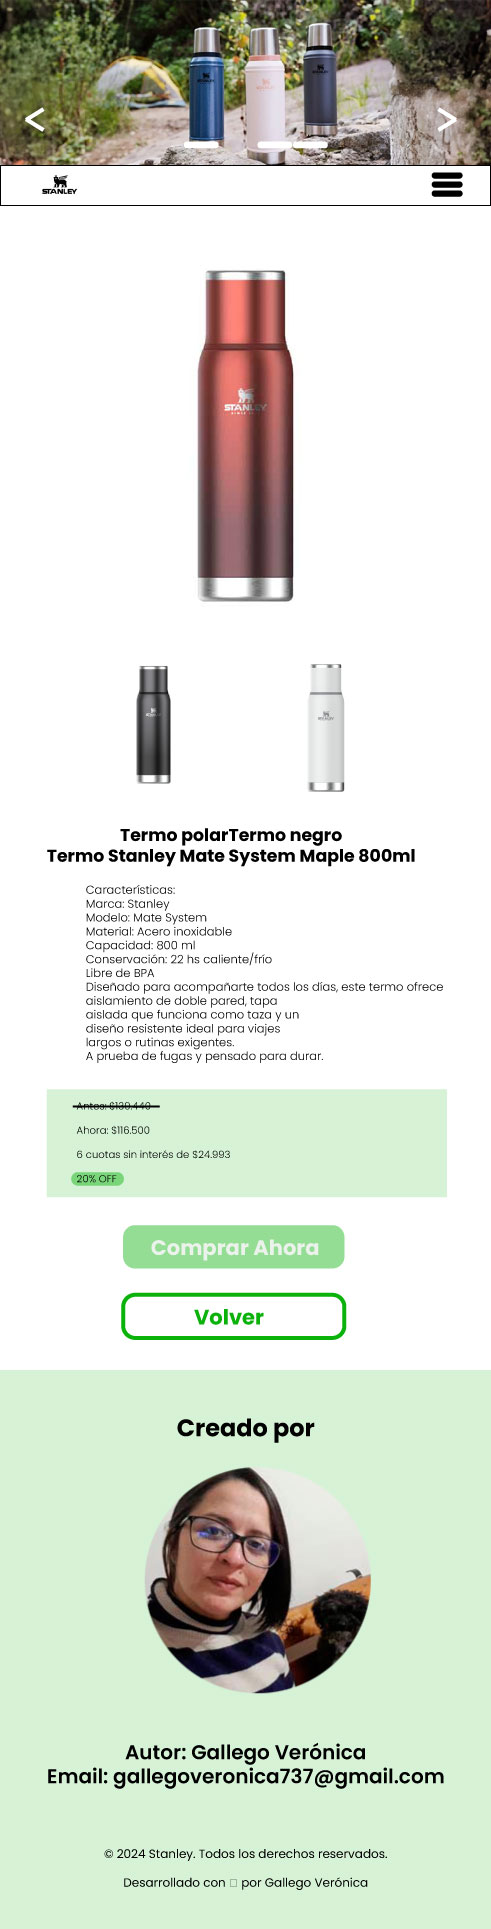 <
>
STANLEY
STANLEY
STANLEY
STANLEY
Termo polarTermo negro
Termo Stanley Mate System Maple 800ml
Características:
Marca: Stanley
Modelo: Mate System
Material: Acero inoxidable
Capacidad: 800 ml
Conservación: 22 hs caliente/frío
Libre de BPA
Diseñado para acompañarte todos los días, este termo ofrece
aislamiento de doble pared, tapa
aislada que funciona como taza y un
diseño resistente ideal para viajes
largos o rutinas exigentes.
A prueba de fugas y pensado para durar.
Antes: $139.440
Ahora: $116.500
6 cuotas sin interés de $24.993
20% OFF
Comprar Ahora
Volver
Creado por
Autor: Gallego Verónica
Email: gallegoveronica737@gmail.com
© 2024 Stanley. Todos los derechos reservados.
Desarrollado con □ por Gallego Verónica